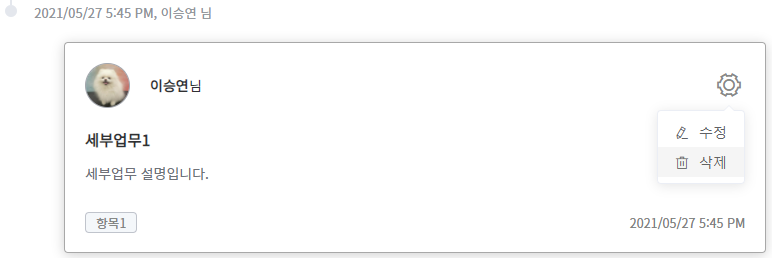 2021/05/27 5:45 PM, 이승연 님
이승연님
수정
세부업무1
삭제
세부업무 설명입니다.
항목1
2021/05/27 5:45 PM